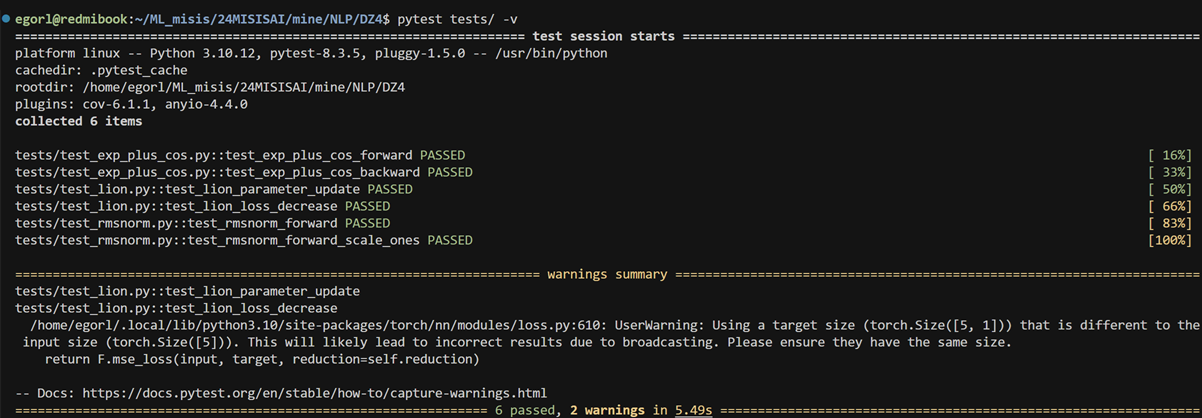 egorl@redmibook:~/ML_misis/24MISISAI/mine/NLP/DZ4$ pytest tests/ -v
==================================================================== test session starts =====================================================================
platform linux -- Python 3.10.12, pytest-8.3.5, pluggy-1.5.0 -- /usr/bin/python
cachedir: .pytest_cache
rootdir: /home/egorl/ML_misis/24MISISAI/mine/NLP/DZ4
plugins: cov-6.1.1, anyio-4.4.0
collected 6 items
tests/test_exp_plus_cos.py::test_exp_plus_cos_forward PASSED [ 16%]
tests/test_exp_plus_cos.py::test_exp_plus_cos_backward PASSED [ 33%]
tests/test_lion.py::test_lion_parameter_update PASSED [ 50%]
tests/test_lion.py::test_lion_loss_decrease PASSED [ 66%]
tests/test_rmsnorm.py::test_rmsnorm_forward PASSED [ 83%]
tests/test_rmsnorm.py::test_rmsnorm_forward_scale_ones PASSED [100%]
====================================================================== warnings summary ======================================================================
tests/test_lion.py::test_lion_parameter_update
tests/test_lion.py::test_lion_loss_decrease
/home/egorl/.local/lib/python3.10/site-packages/torch/nn/modules/loss.py:610: UserWarning: Using a target size (torch.Size([5, 1])) that is different to the
input size (torch.Size([5])). This will likely lead to incorrect results due to broadcasting. Please ensure they have the same size.
return F.mse_loss(input, target, reduction=self.reduction)
-- Docs: https://docs.pytest.org/en/stable/how-to/capture-warnings.html
=============================================================== 6 passed, 2 warnings in 5.49s ================================================================